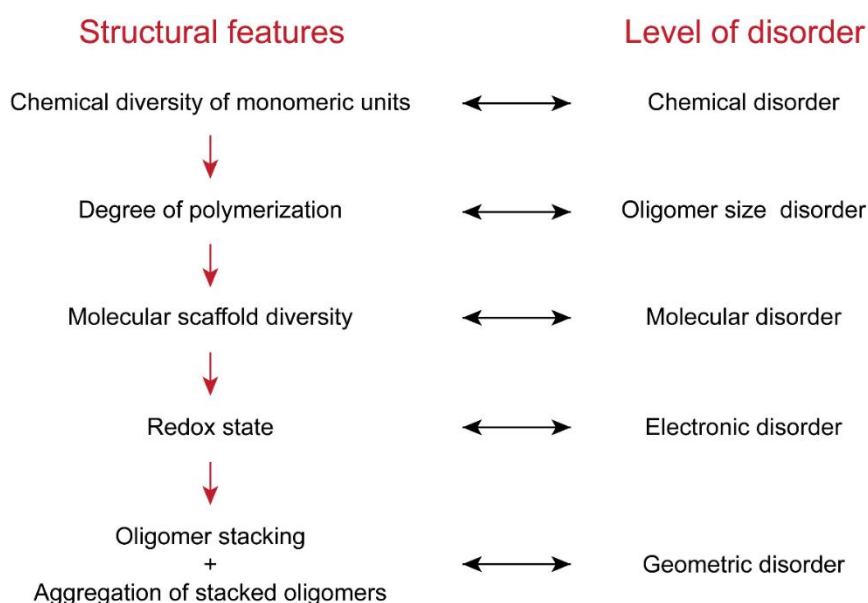 Structural features
Level of disorder
Chemical diversity of monomeric units
Chemical disorder
Degree of polymerization
Oligomer size disorder
Molecular scaffold diversity
Molecular disorder
Redox state
Electronic disorder
Oligomer stacking
+
Aggregation of stacked oligomers
Geometric disorder